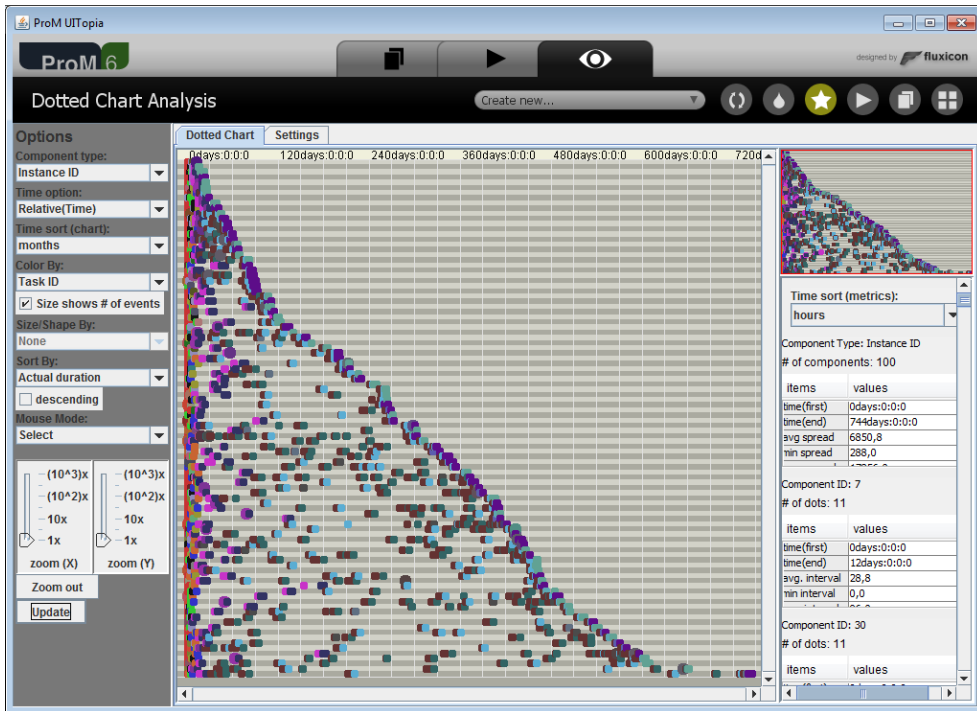 ProM UITopia
ProM 6
designed by fluxicon
Dotted Chart Analysis
Create new...
Options
Component type:
Instance ID
Time option:
Relative(Time)
Time sort (chart):
months
Color By:
Task ID
Size shows # of events
Size/Shape By:
None
Sort By:
Actual duration
descending
Mouse Mode:
Select
(10^3)x (10^3)x
(10^2)x (10^2)x
10x 10x
1x 1x
zoom (X) zoom (Y)
Zoom out
Update
Dotted Chart Settings
0days:0:0:0 120days:0:0:0 240days:0:0:0 360days:0:0:0 480days:0:0:0 600days:0:0:0 720d
Time sort (metrics):
hours
Component Type: Instance ID
# of components: 100
items values
time(first) 0days:0:0:0
time(end) 744days:0:0:0
avg spread 6850,8
min spread 288,0
Component ID: 7
# of dots: 11
items values
time(first) 0days:0:0:0
time(end) 12days:0:0:0
avg. interval 28,8
min interval 0,0
Component ID: 30
# of dots: 11
items values